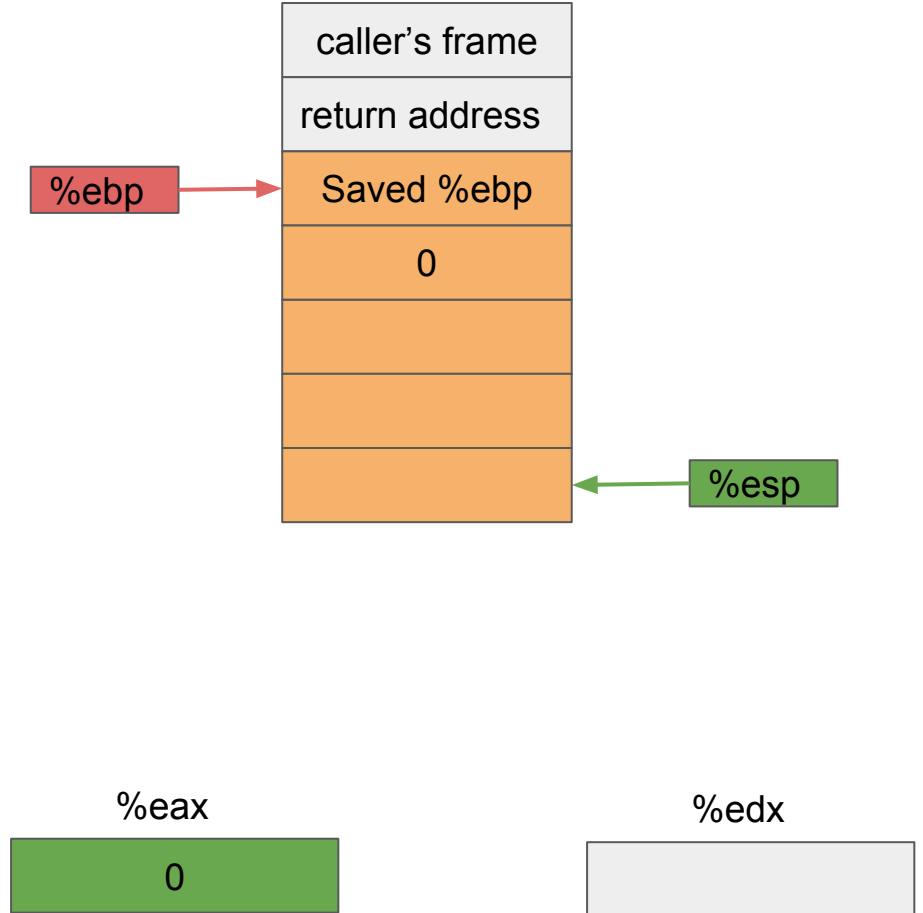 caller’s frame
return address
%ebp
Saved %ebp
0
%esp
%eax
%edx
0